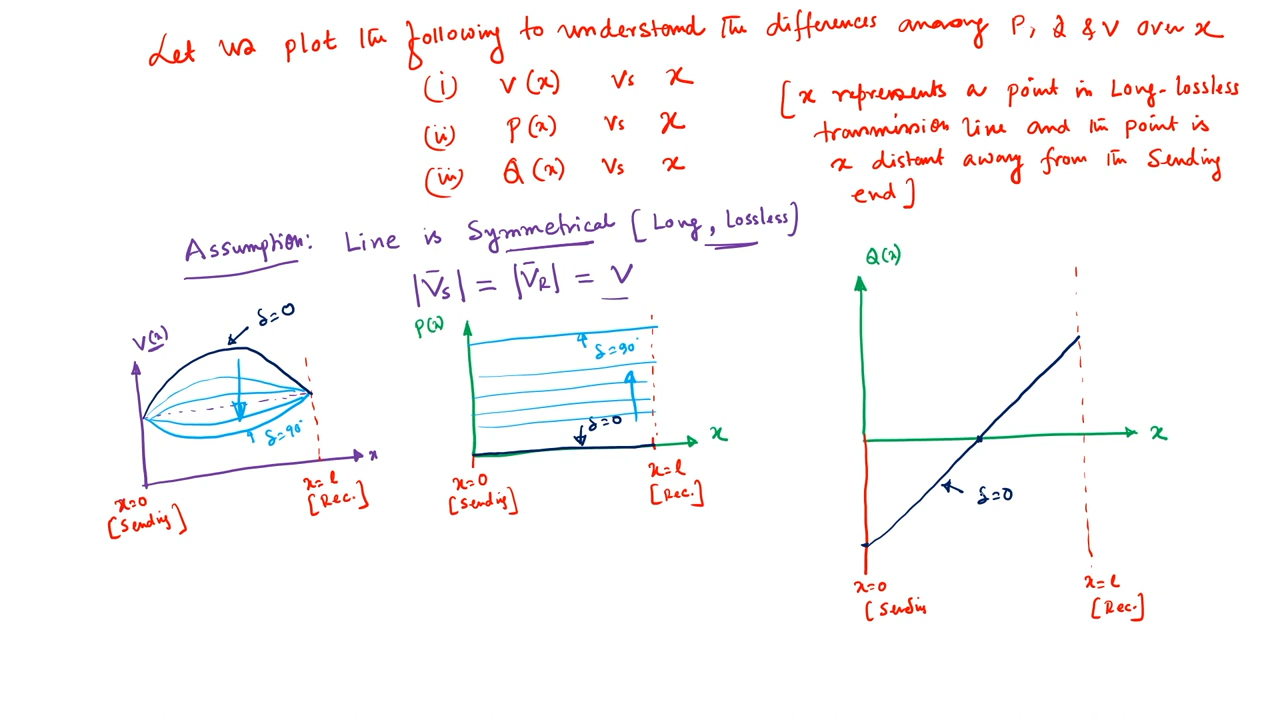 Let us plot the following to understand the differences among P, Q & V over x
(i) V(x) Vs x
(ii) P(x) Vs x
(iii) Q(x) Vs x
[x represents a point in Long-lossless
transmission line and the point is
x distant away from the Sending
end]
Assumption: Line is Symmetrical [Long, Lossless]
|V̄s| = |V̄R| = V
V(x)
δ=0
δ=90°
x
x=0
[Sending]
x=l
[Rec.]
P(x)
δ=90°
δ=0
x
x=0
[Sending]
x=l
[Rec.]
Q(x)
x
δ=0
x=0
[Sendin
x=l
[Rec.]